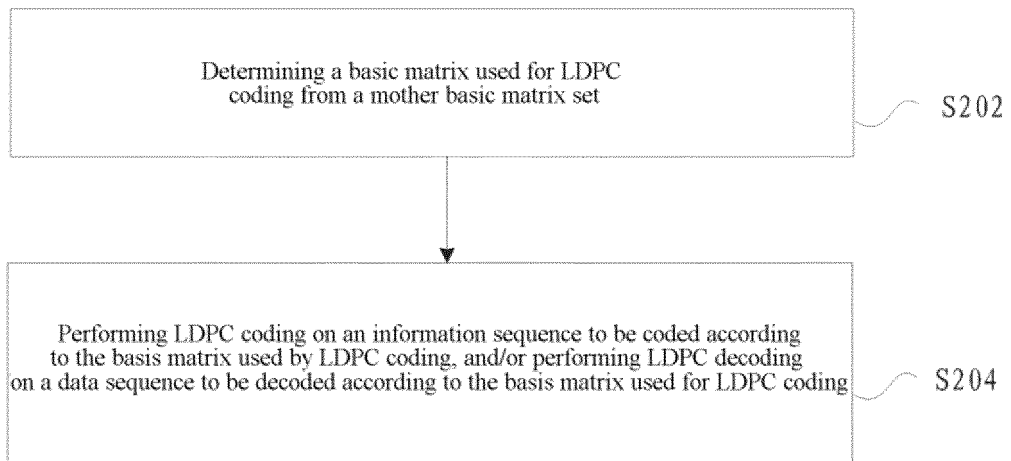 Determining a basic matrix used for LDPC
coding from a mother basic matrix set
S202
Performing LDPC coding on an information sequence to be coded according
to the basis matrix used by LDPC coding, and/or performing LDPC decoding
on a data sequence to be decoded according to the basis matrix used for LDPC coding
S204